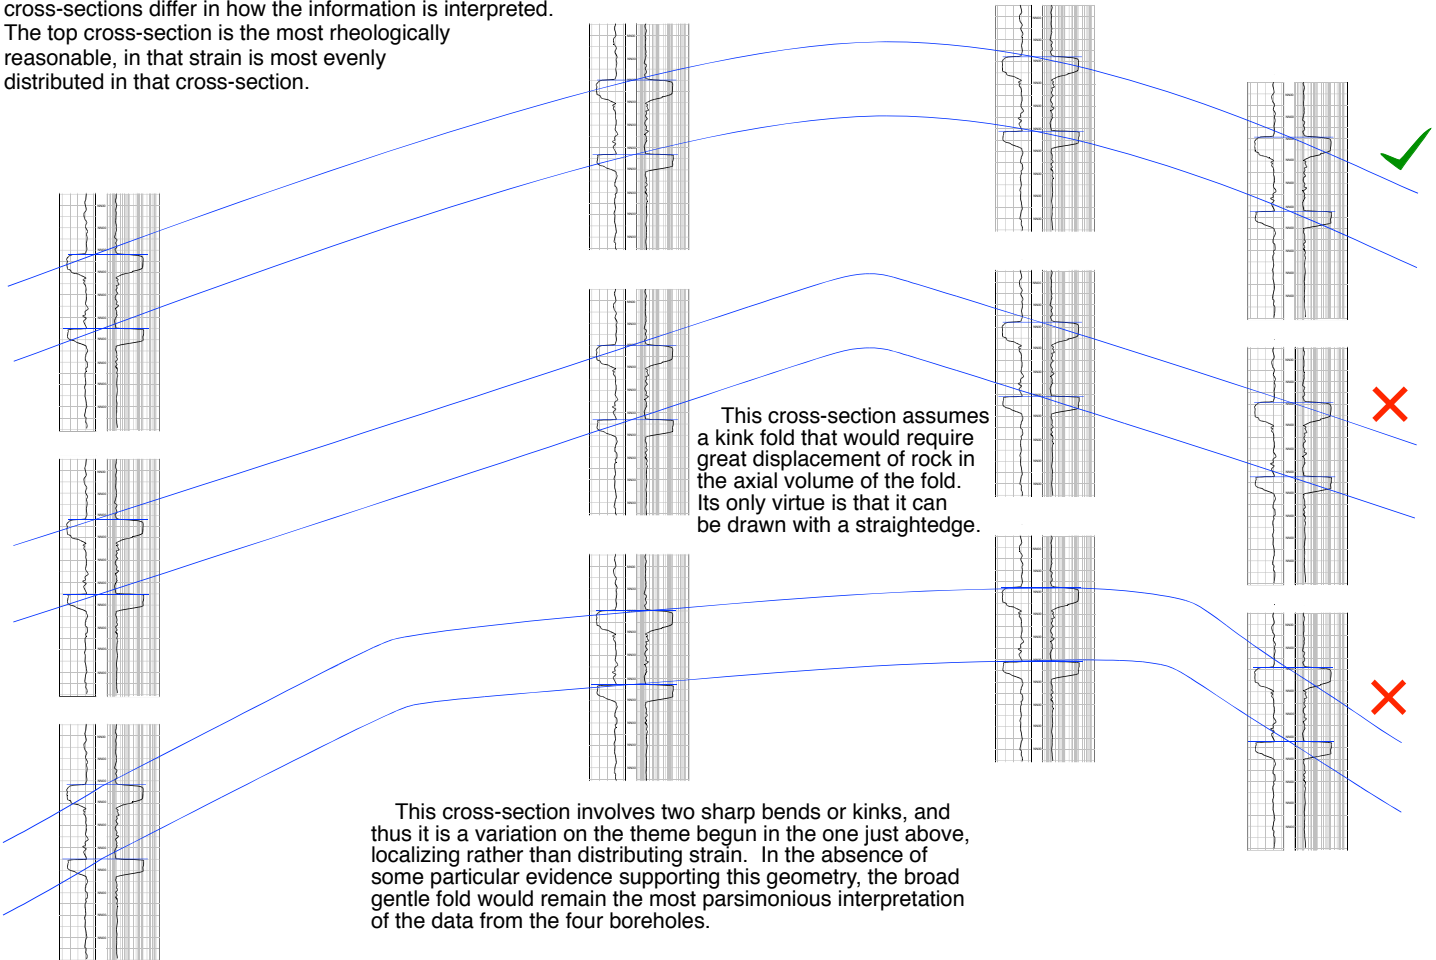 cross-sections differ in how the information is interpreted.
The top cross-section is the most rheologically
reasonable, in that strain is most evenly
distributed in that cross-section.
This cross-section assumes
a kink fold that would require
great displacement of rock in
the axial volume of the fold.
Its only virtue is that it can
be drawn with a straightedge.
This cross-section involves two sharp bends or kinks, and
thus it is a variation on the theme begun in the one just above,
localizing rather than distributing strain.  In the absence of
some particular evidence supporting this geometry, the broad
gentle fold would remain the most parsimonious interpretation
of the data from the four boreholes.